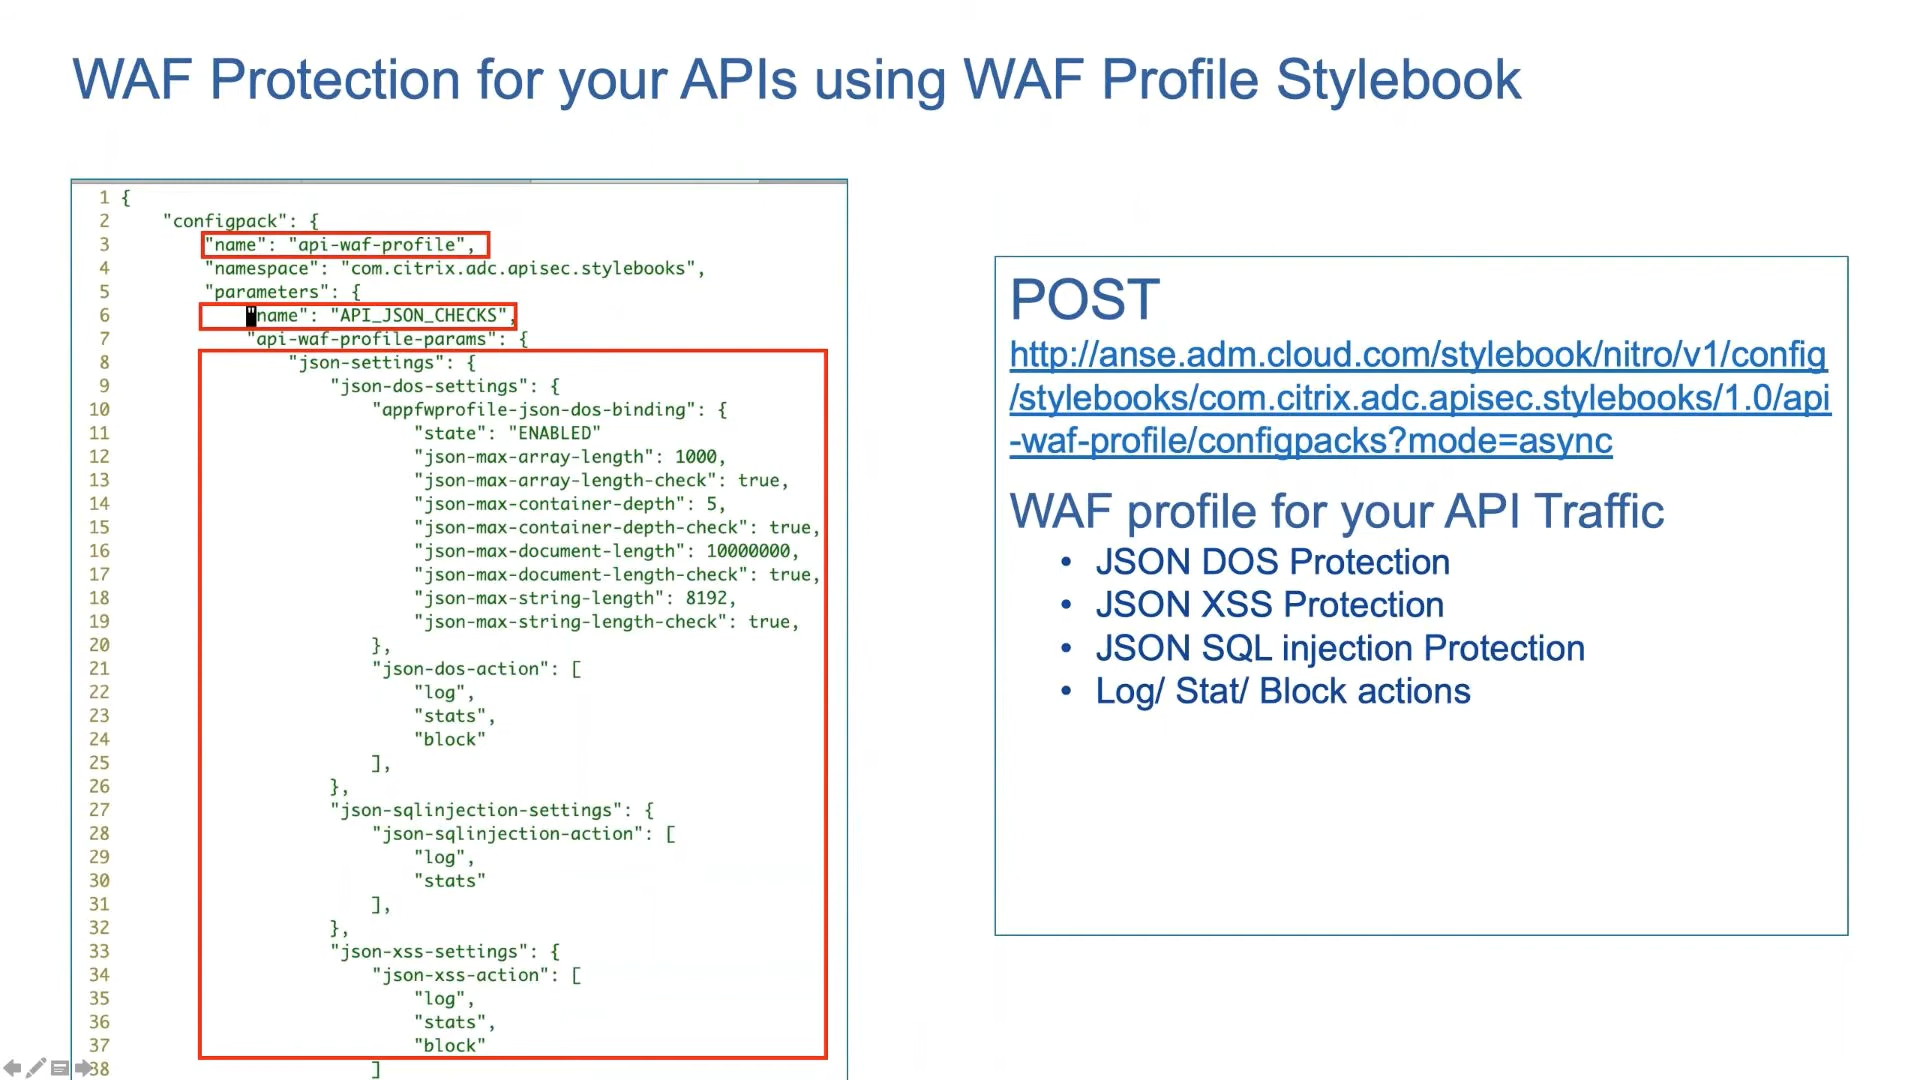 WAF Protection for your APIs using WAF Profile Stylebook
1 {
2 "configpack": {
3 "name": "api-waf-profile",
4 "namespace": "com.citrix.adc.apisec.stylebooks",
5 "parameters": {
6 "name": "API_JSON_CHECKS",
7 "api-waf-profile-params": {
8 "json-settings": {
9 "json-dos-settings": {
10 "appfwprofile-json-dos-binding": {
11 "state": "ENABLED"
12 "json-max-array-length": 1000,
13 "json-max-array-length-check": true,
14 "json-max-container-depth": 5,
15 "json-max-container-depth-check": true,
16 "json-max-document-length": 10000000,
17 "json-max-document-length-check": true,
18 "json-max-string-length": 8192,
19 "json-max-string-length-check": true,
20 },
21 "json-dos-action": [
22 "log",
23 "stats",
24 "block"
25 ],
26 },
27 "json-sqlinjection-settings": {
28 "json-sqlinjection-action": [
29 "log",
30 "stats"
31 ],
32 },
33 "json-xss-settings": {
34 "json-xss-action": [
35 "log",
36 "stats",
37 "block"
38 ]
POST
http://anse.adm.cloud.com/stylebook/nitro/v1/config
/stylebooks/com.citrix.adc.apisec.stylebooks/1.0/api
-waf-profile/configpacks?mode=async
WAF profile for your API Traffic
• JSON DOS Protection
• JSON XSS Protection
• JSON SQL injection Protection
• Log/ Stat/ Block actions